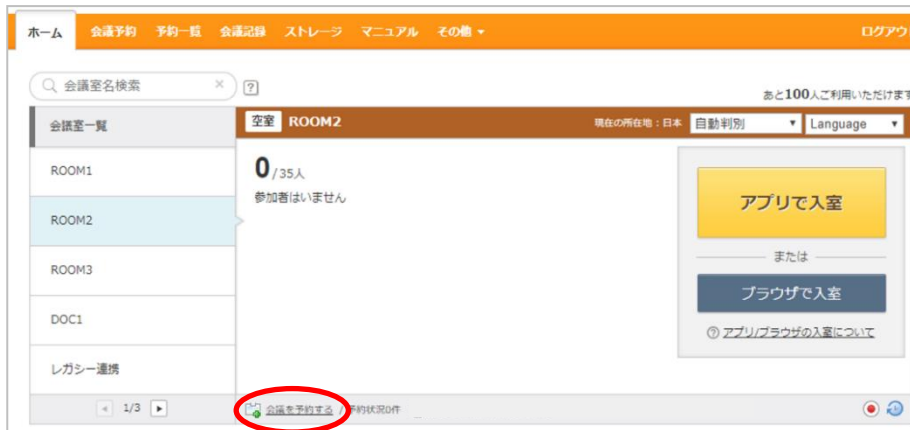 ホーム 会議予約 予約一覧 会議記録 ストレージ マニュアル その他 ▾ ログアウ
会議室名検索 × ?
あと100人ご利用いただけます
会議室一覧
空室 ROOM2 現在の所在地:日本 自動判別 ▼ Language ▼
ROOM1
0/35人
参加者はいません
ROOM2
アプリで入室
または
ROOM3
ブラウザで入室
DOC1
? アプリ/ブラウザの入室について
レガシー連携
1/3
会議を予約する / 予約状況0件